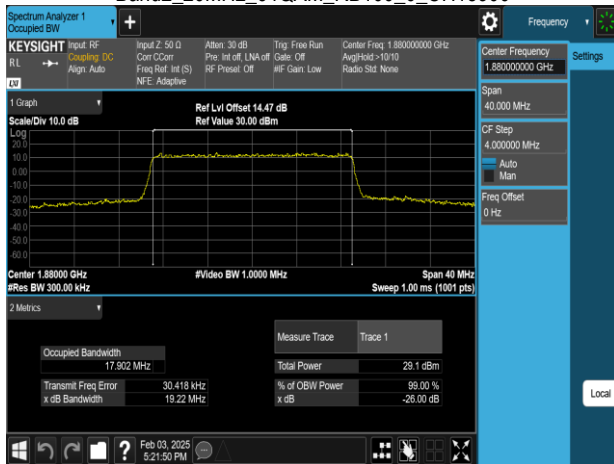 Spectrum Analyzer 1
Occupied BW
Frequency
KEYSIGHT
Input: RF
Coupling: DC
Align: Auto
Input Z: 50 Ω
Corr CCorr
Freq Ref: Int (S)
NFE: Adaptive
Atten: 30 dB
Pre: Int off, LNA off
RF Presel: Off
Trig: Free Run
Gate: Off
#IF Gain: Low
Center Freq: 1.880000000 GHz
Avg|Hold:>10/10
Radio Std: None
RL
LXI
Center Frequency
1.880000000 GHz
Settings
Span
40.000 MHz
CF Step
4.000000 MHz
Auto
Man
Freq Offset
0 Hz
1 Graph
Scale/Div 10.0 dB
Ref Lvl Offset 14.47 dB
Ref Value 30.00 dBm
Log
20.0
10.0
0.00
-10.0
-20.0
-30.0
-40.0
-50.0
-60.0
Center 1.88000 GHz
#Res BW 300.00 kHz
#Video BW 1.0000 MHz
Span 40 MHz
Sweep 1.00 ms (1001 pts)
2 Metrics
Measure Trace Trace 1
Occupied Bandwidth
17.902 MHz
Total Power 29.1 dBm
Transmit Freq Error 30.418 kHz
% of OBW Power 99.00 %
x dB Bandwidth 19.22 MHz
x dB -26.00 dB
Local
Feb 03, 2025
5:21:50 PM